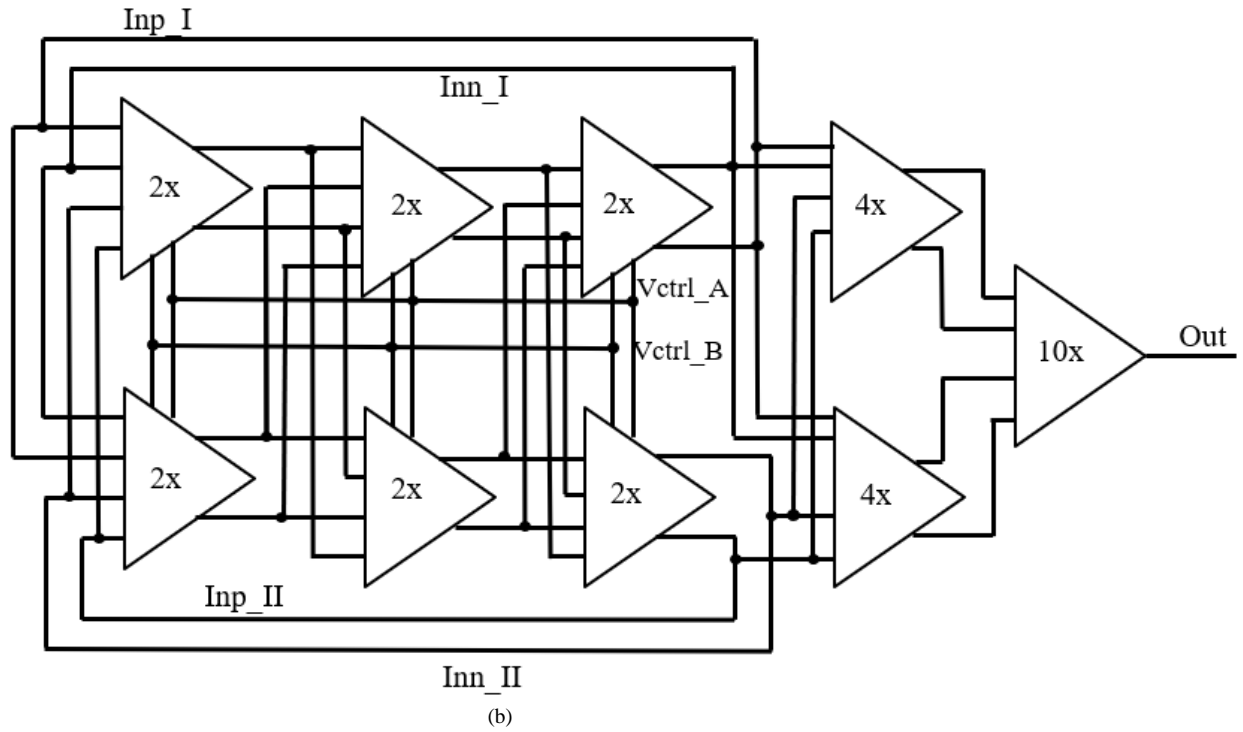 Inp_I
Inn_I
2x
2x
2x
4x
Vctrl_A
Vctrl_B
10x
Out
2x
2x
2x
4x
Inp_II
Inn_II
(b)